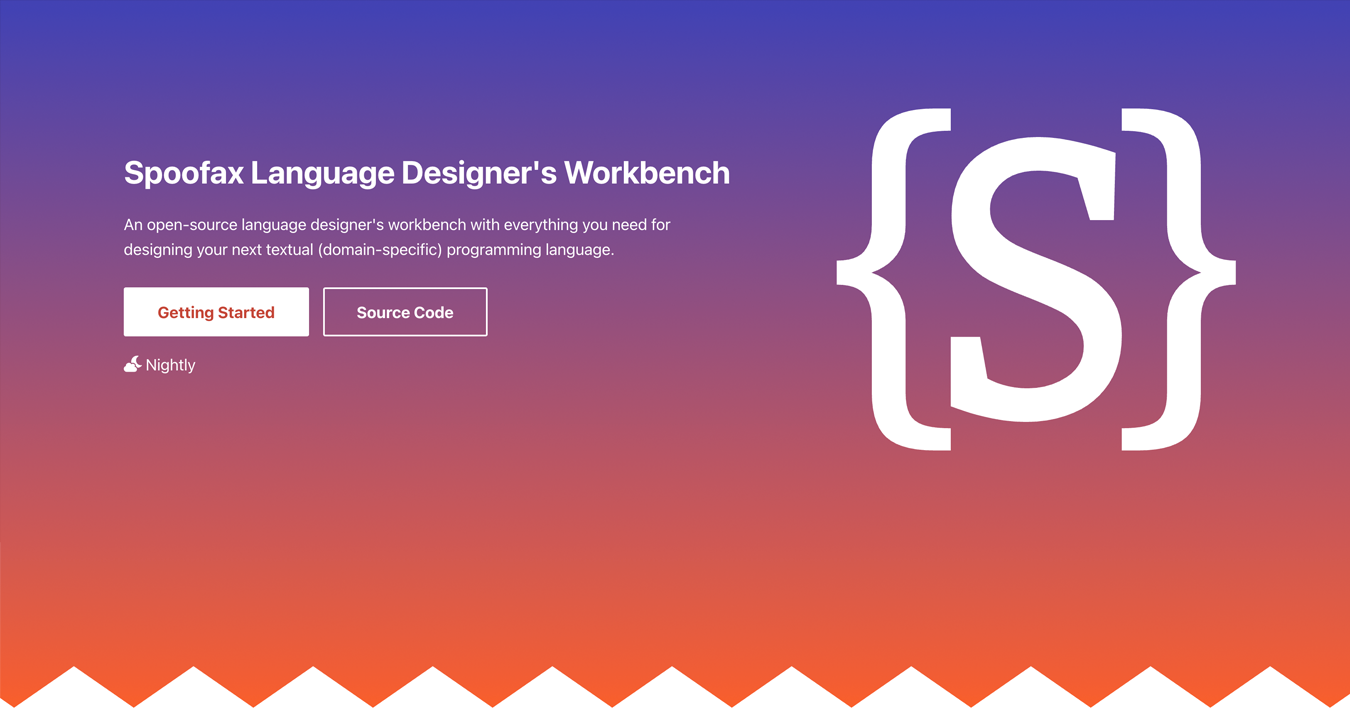 Spoofax Language Designer's Workbench
An open-source language designer's workbench with everything you need for
designing your next textual (domain-specific) programming language.
Getting Started
Source Code
Nightly
{S}